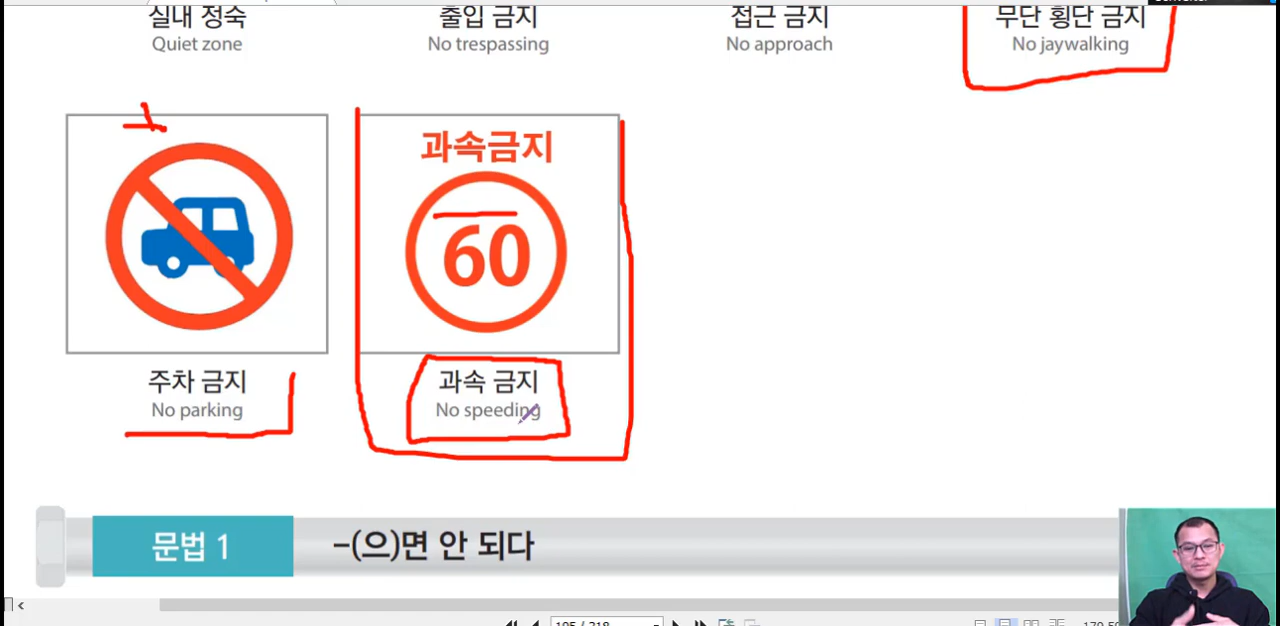 실내 정숙 출입 금지 접근 금지 무단 횡단 금지
Quiet zone No trespassing No approach No jaywalking
과속금지
60
주차 금지 과속 금지
No parking No speeding
문법 1 -(으)면 안 되다